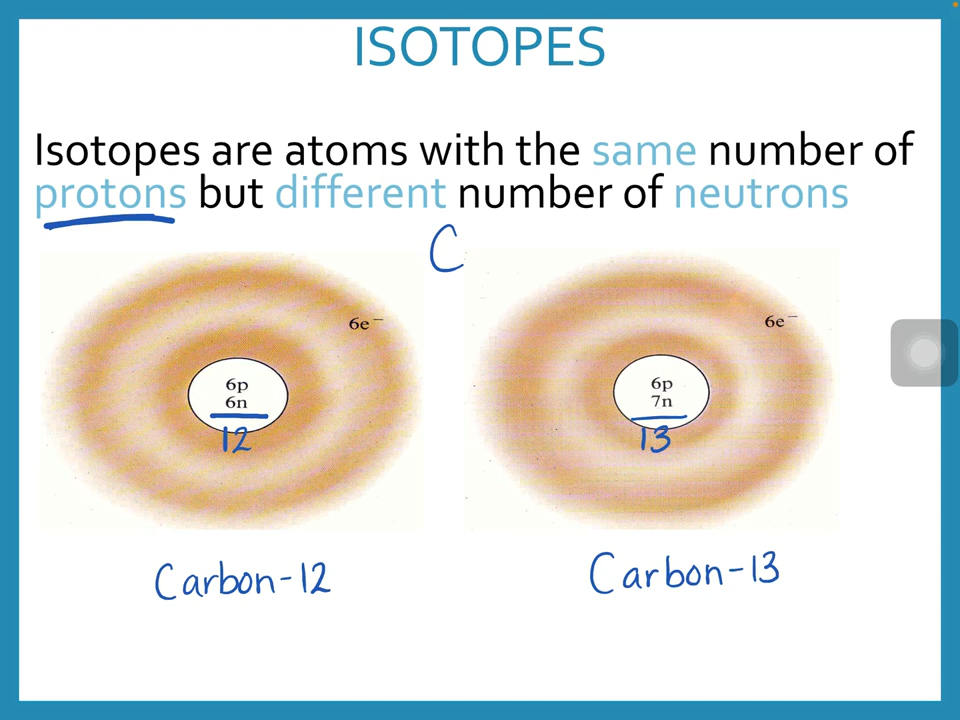 ISOTOPES
Isotopes are atoms with the same number of
protons but different number of neutrons
C
6e⁻
6p
6n
12
Carbon-12
6e⁻
6p
7n
13
Carbon-13